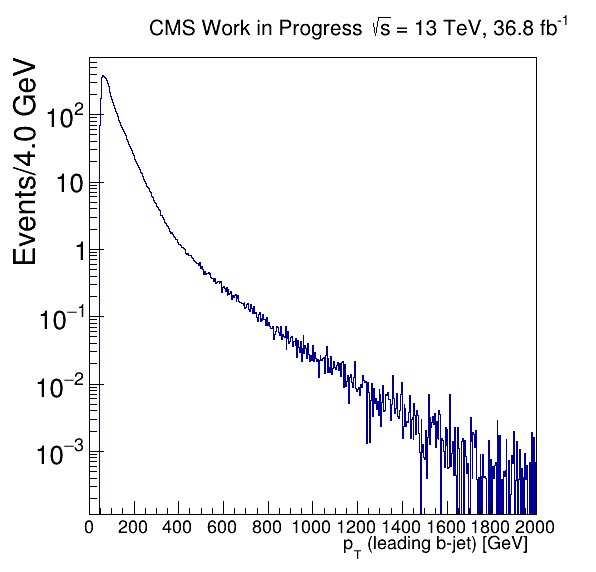 CMS Work in Progress √s = 13 TeV, 36.8 fb⁻¹
Events/4.0 GeV
10²
10
1
10⁻¹
10⁻²
10⁻³
0 200 400 600 800 1000 1200 1400 1600 1800 2000
p_T (leading b-jet) [GeV]